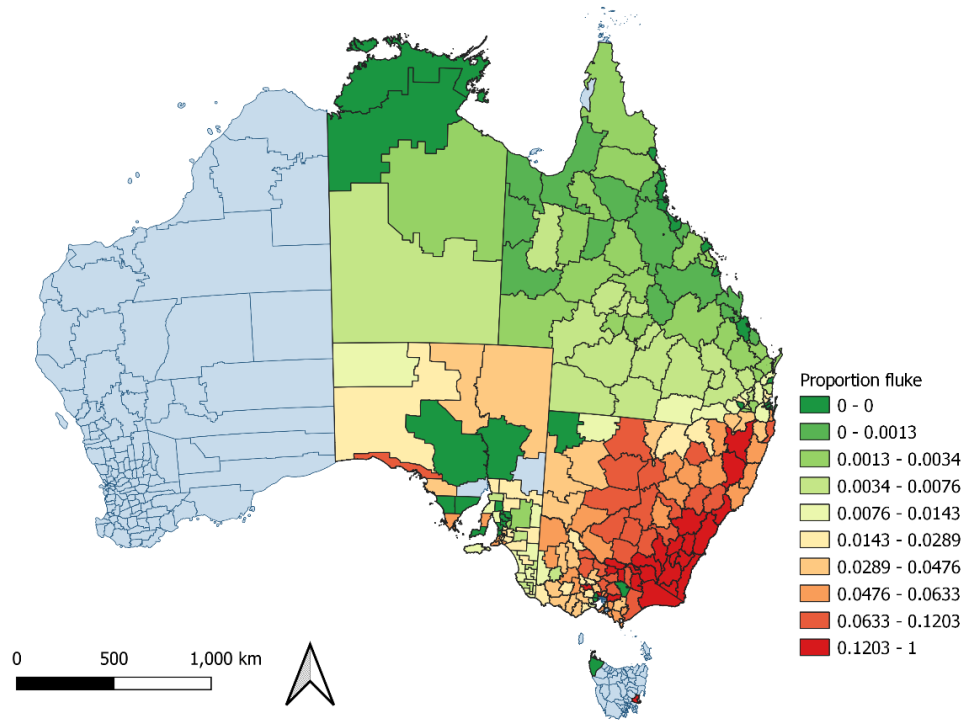 Proportion fluke
0 - 0
0 - 0.0013
0.0013 - 0.0034
0.0034 - 0.0076
0.0076 - 0.0143
0.0143 - 0.0289
0.0289 - 0.0476
0.0476 - 0.0633
0.0633 - 0.1203
0.1203 - 1
0 500 1,000 km